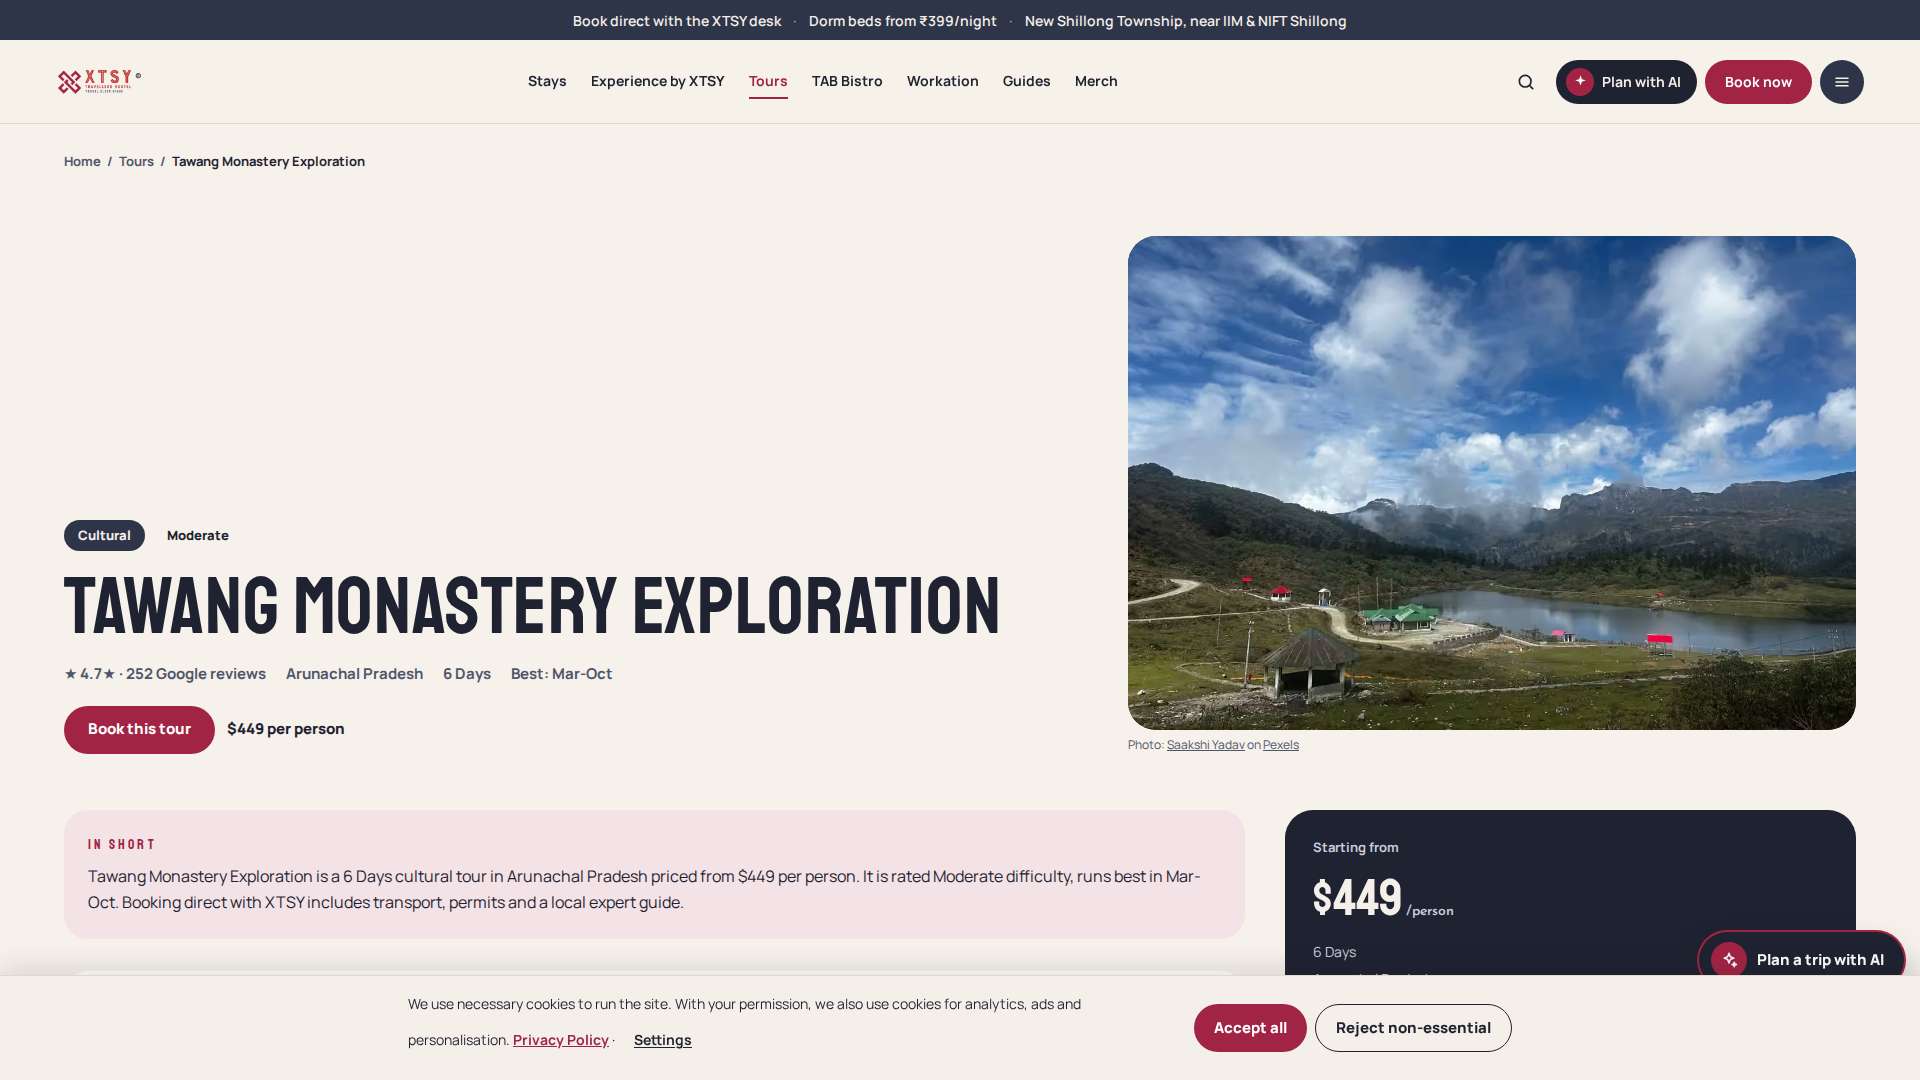 Book direct with the XTSY desk · Dorm beds from ₹399/night · New Shillong Township, near IIM & NIFT Shillong
XTSY
Stays Experience by XTSY Tours TAB Bistro Workation Guides Merch
Plan with AI
Book now
Home / Tours / Tawang Monastery Exploration
Cultural Moderate
TAWANG MONASTERY EXPLORATION
★ 4.7★ · 252 Google reviews Arunachal Pradesh 6 Days Best: Mar-Oct
Book this tour $449 per person
Photo: Saakshi Yadav on Pexels
IN SHORT
Tawang Monastery Exploration is a 6 Days cultural tour in Arunachal Pradesh priced from $449 per person. It is rated Moderate difficulty, runs best in Mar-
Oct. Booking direct with XTSY includes transport, permits and a local expert guide.
Starting from
$449 /person
6 Days
Plan a trip with AI
We use necessary cookies to run the site. With your permission, we also use cookies for analytics, ads and
personalisation. Privacy Policy · Settings
Accept all
Reject non-essential